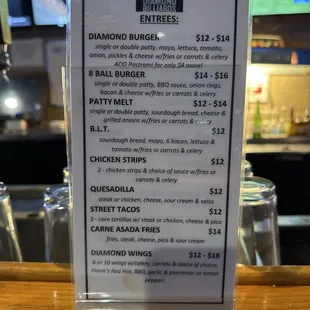 DIAMOND
BILLIARDS
ENTREES:
DIAMOND BURGER $12 - $14
single or double patty, mayo, lettuce, tomato,
onion, pickles & cheese w/fries or carrots & celery
ADD Pastrami for only $4 more!
8 BALL BURGER $14 - $16
single or double patty, BBQ sauce, onion rings,
bacon & cheese w/fries or carrots & celery
PATTY MELT $12 - $14
single or double patty, sourdough bread, cheese &
grilled onions w/fries or carrots & celery
B.L.T. $12
sourdough bread, mayo, 6 bacon, lettuce &
tomato w/fries or carrots & celery
CHICKEN STRIPS $12
3 - chicken strips & choice of sauce w/fries or
carrots & celery
QUESADILLA $12
steak or chicken, cheese, sour cream & salsa
STREET TACOS $12
3 - care tortillas w/ steak or chicken, cheese & pico
CARNE ASADA FRIES $14
fries, steak, cheese, pico & sour cream
DIAMOND WINGS $12 - $18
6 or 10 wings w/celery, carrots & sauce of choice:
Frank's Red Hot, BBQ, garlic & parmesan or lemon
pepper!